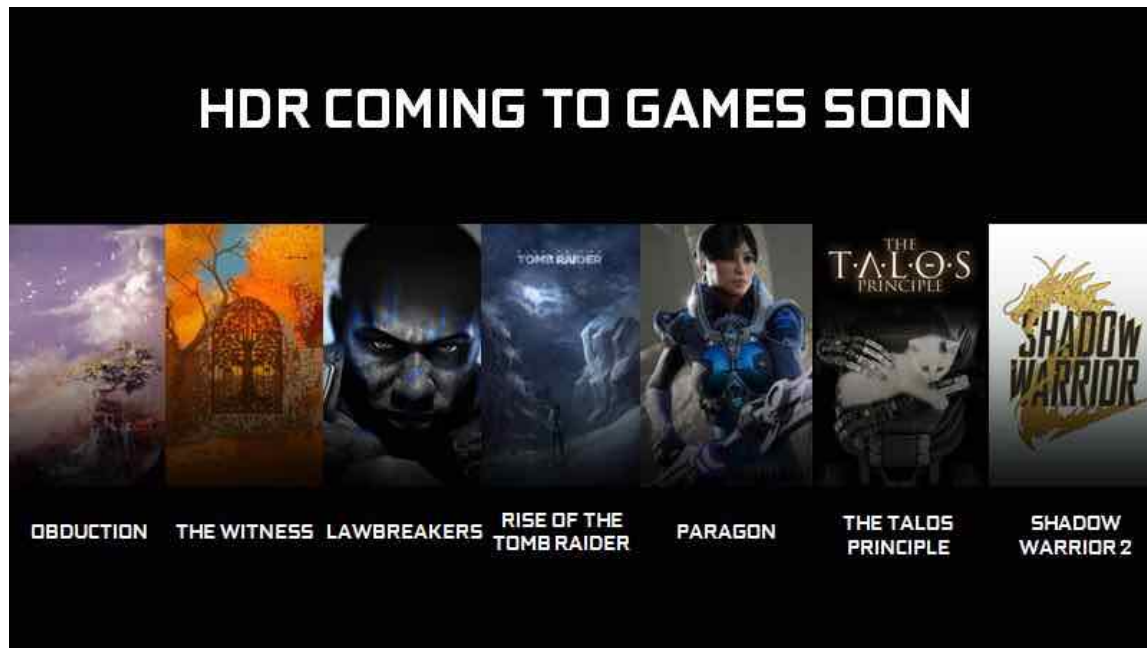 HDR COMING TO GAMES SOON
TOMB RAIDER
THE
T·A·L·O·S
PRINCIPLE
SHADOW
WARRIOR
OBDUCTION
THE WITNESS
LAWBREAKERS
RISE OF THE
TOMB RAIDER
PARAGON
THE TALOS
PRINCIPLE
SHADOW
WARRIOR 2